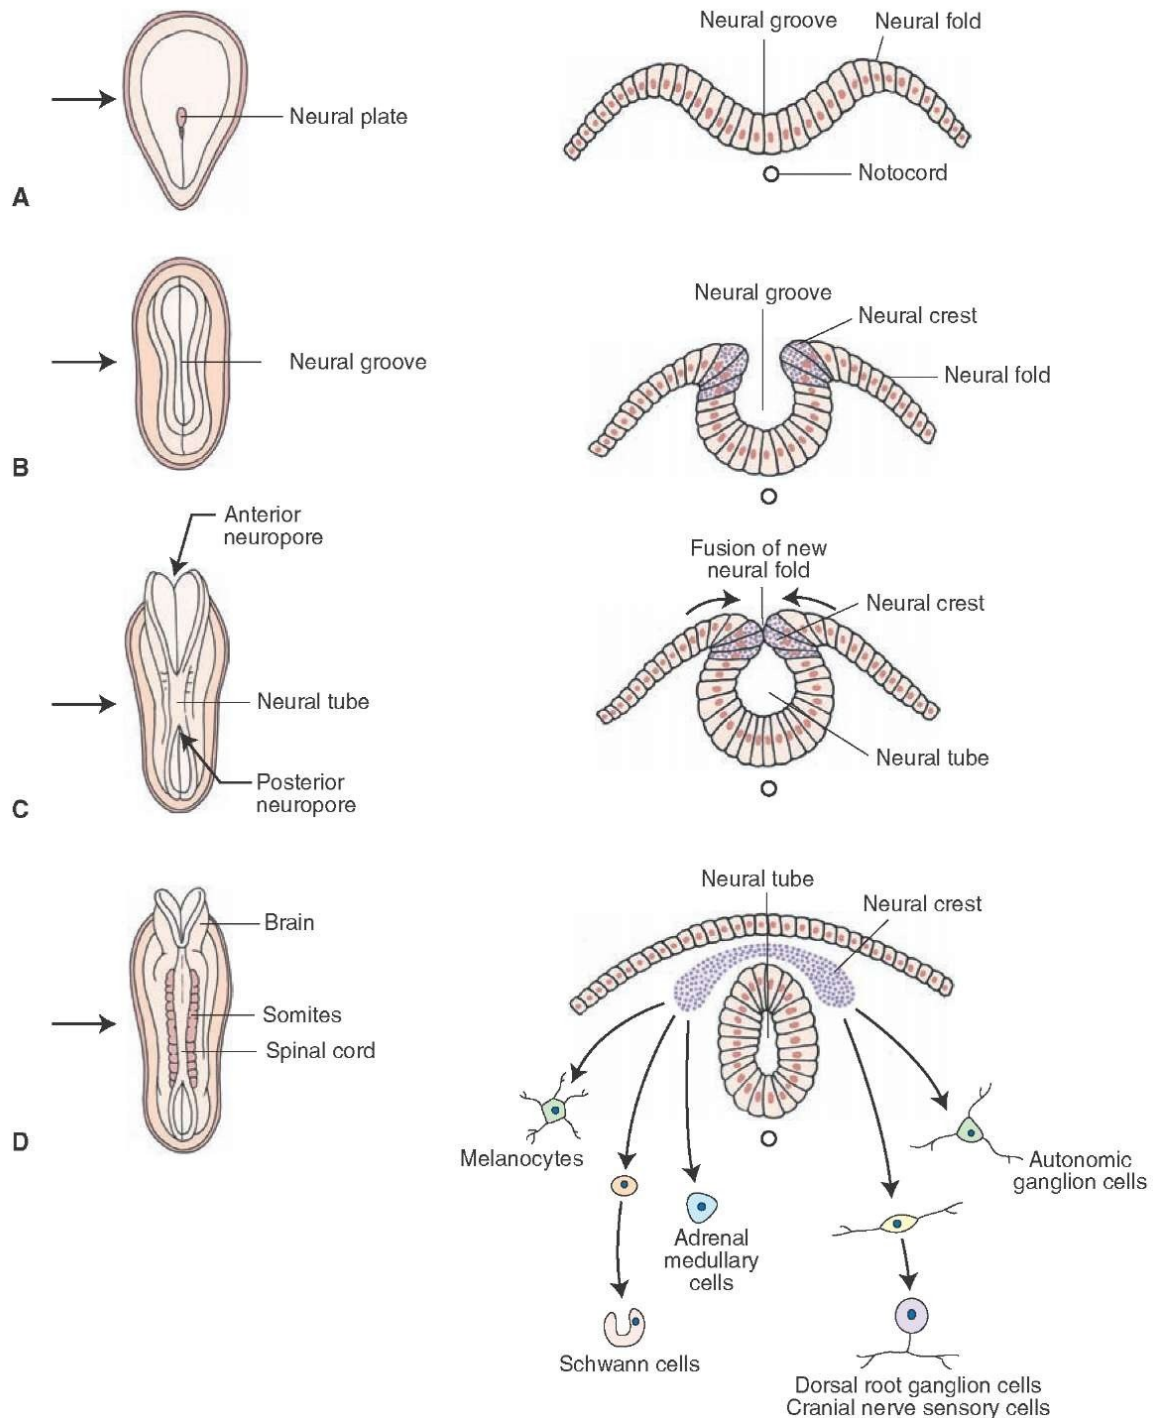 Neural plate
A
Neural groove
Neural fold
Notocord
Neural groove
B
Neural groove
Neural crest
Neural fold
Anterior
neuropore
Neural tube
Posterior
neuropore
C
Fusion of new
neural fold
Neural crest
Neural tube
Brain
Somites
Spinal cord
D
Neural tube
Neural crest
Melanocytes
Schwann cells
Adrenal
medullary
cells
Autonomic
ganglion cells
Dorsal root ganglion cells
Cranial nerve sensory cells